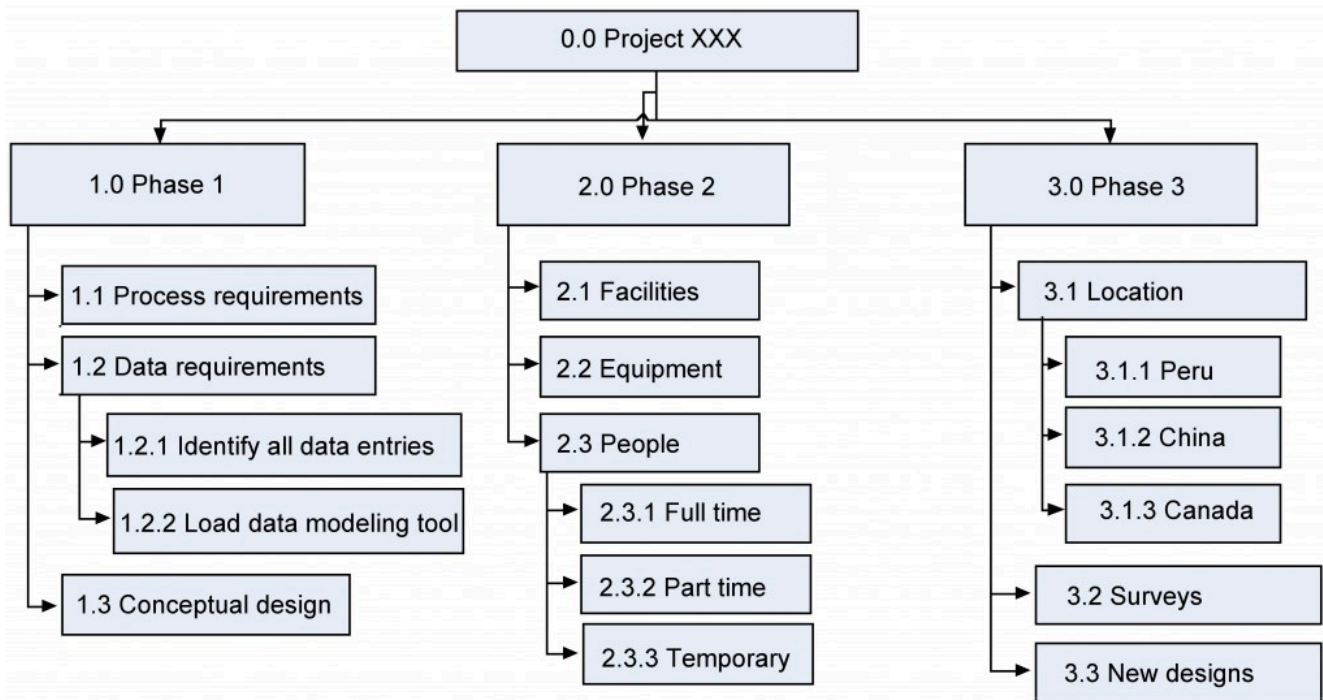 0.0 Project XXX
1.0 Phase 1
1.1 Process requirements
1.2 Data requirements
1.2.1 Identify all data entries
1.2.2 Load data modeling tool
1.3 Conceptual design
2.0 Phase 2
2.1 Facilities
2.2 Equipment
2.3 People
2.3.1 Full time
2.3.2 Part time
2.3.3 Temporary
3.0 Phase 3
3.1 Location
3.1.1 Peru
3.1.2 China
3.1.3 Canada
3.2 Surveys
3.3 New designs